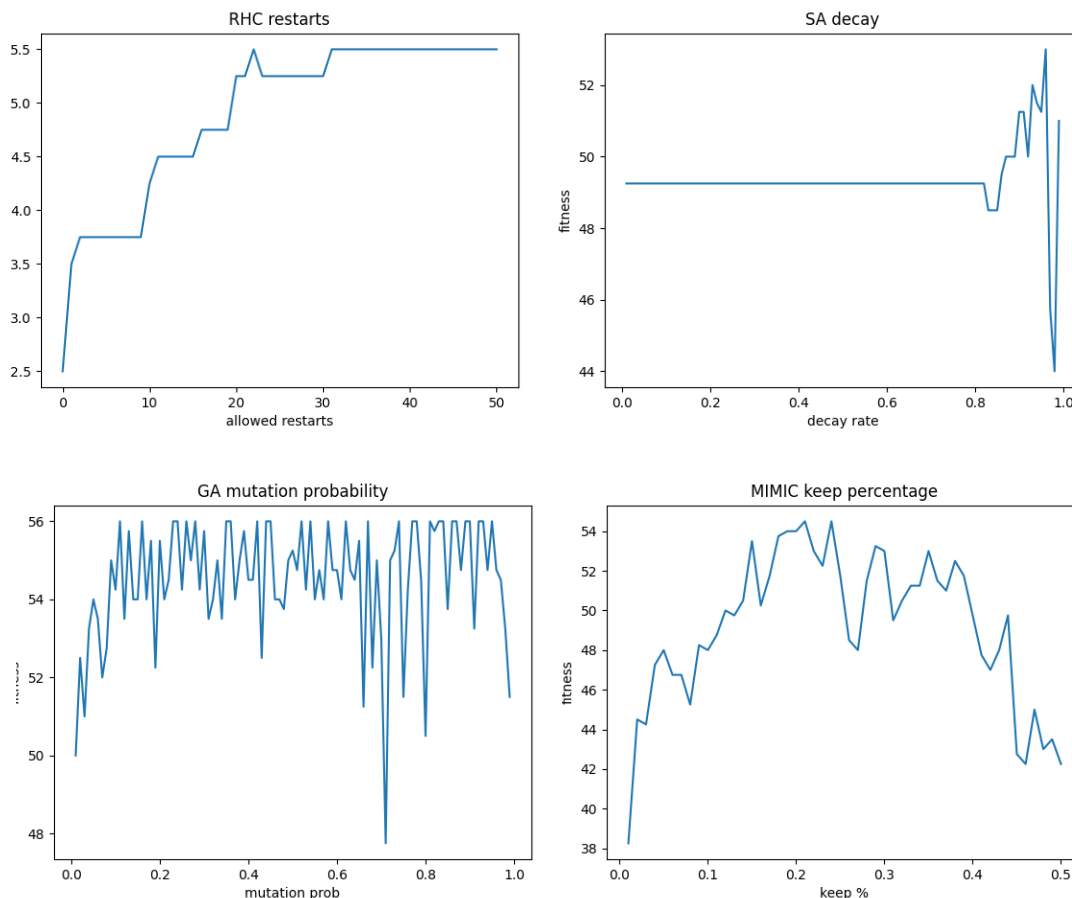 RHC restarts
5.5
5.0
4.5
4.0
3.5
3.0
2.5
0 10 20 30 40 50
allowed restarts
SA decay
fitness
52
50
48
46
44
0.0 0.2 0.4 0.6 0.8 1.0
decay rate
GA mutation probability
56
54
52
50
48
0.0 0.2 0.4 0.6 0.8 1.0
mutation prob
MIMIC keep percentage
fitness
54
52
50
48
46
44
42
40
38
0.0 0.1 0.2 0.3 0.4 0.5
keep %